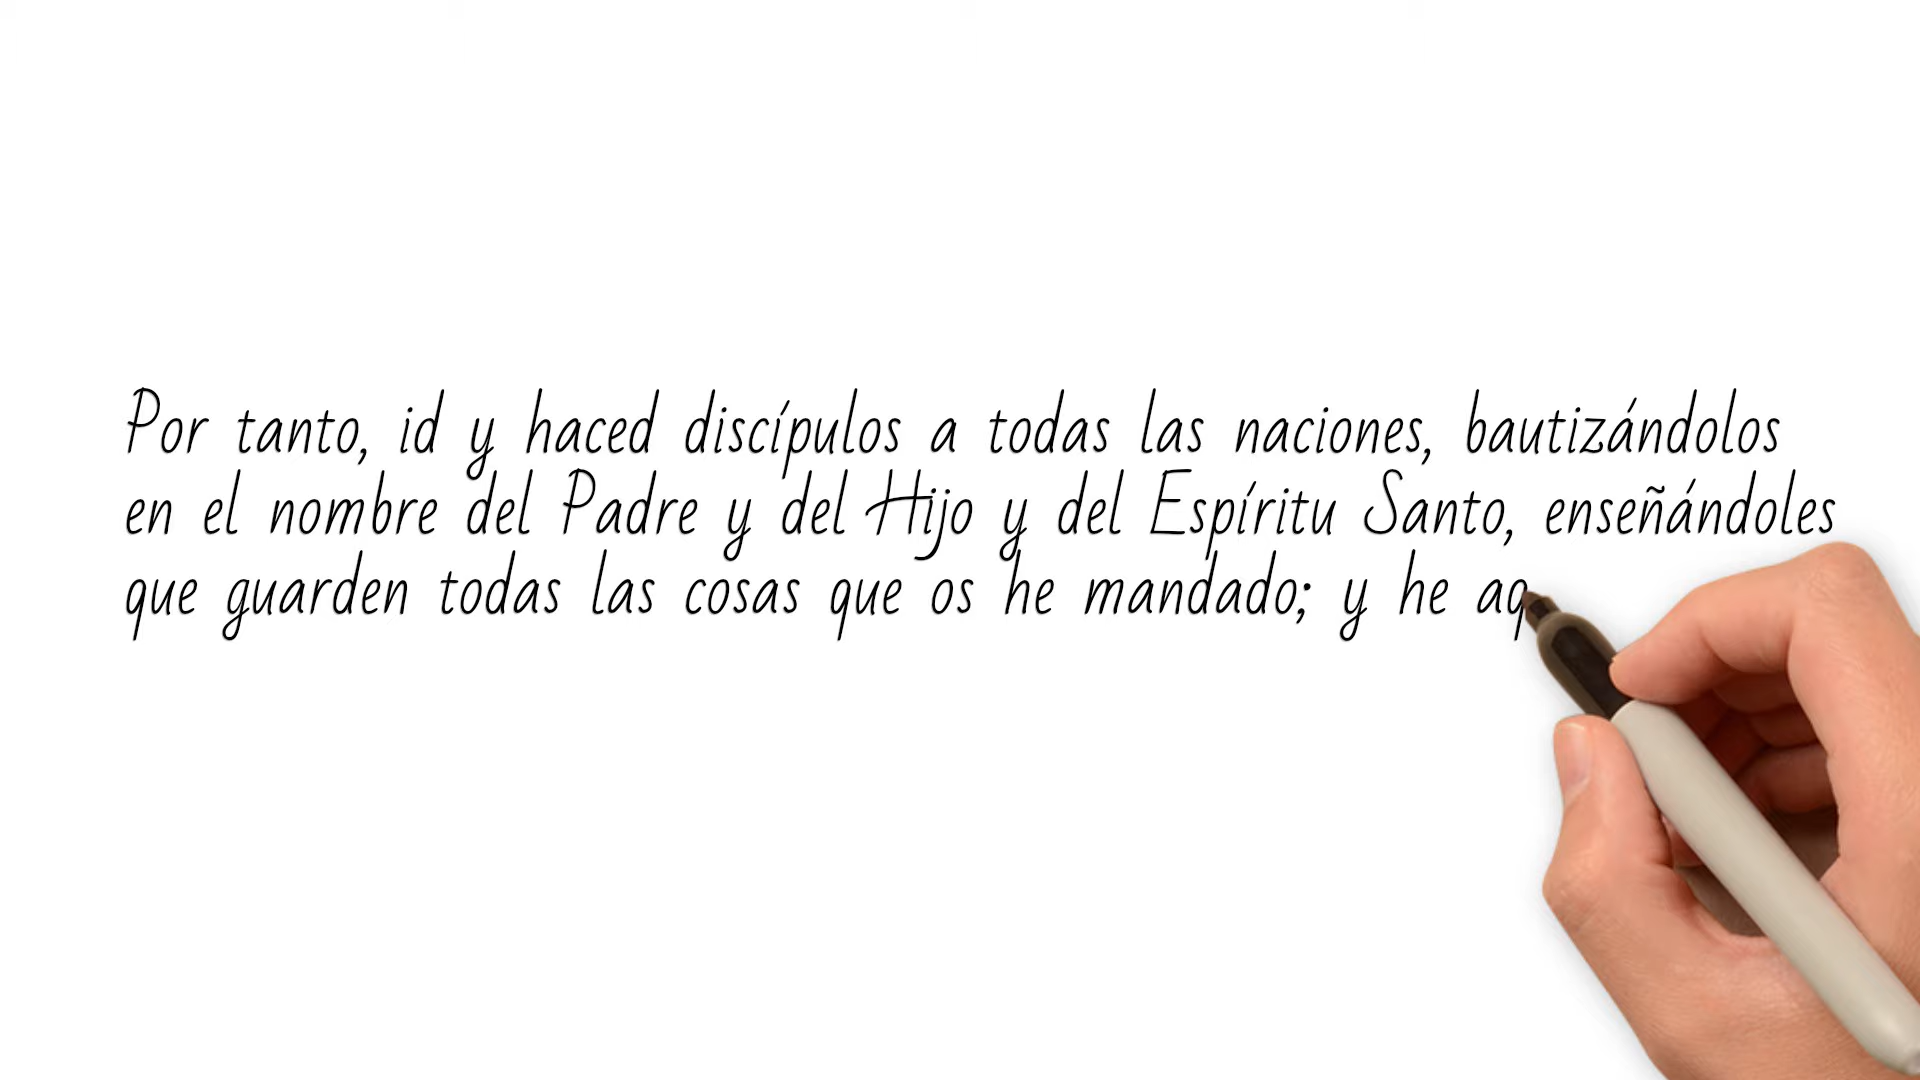 Por tanto, id y haced discípulos a todas las naciones, bautizándolos
en el nombre del Padre y del Hijo y del Espíritu Santo, enseñándoles
que guarden todas las cosas que os he mandado; y he aq